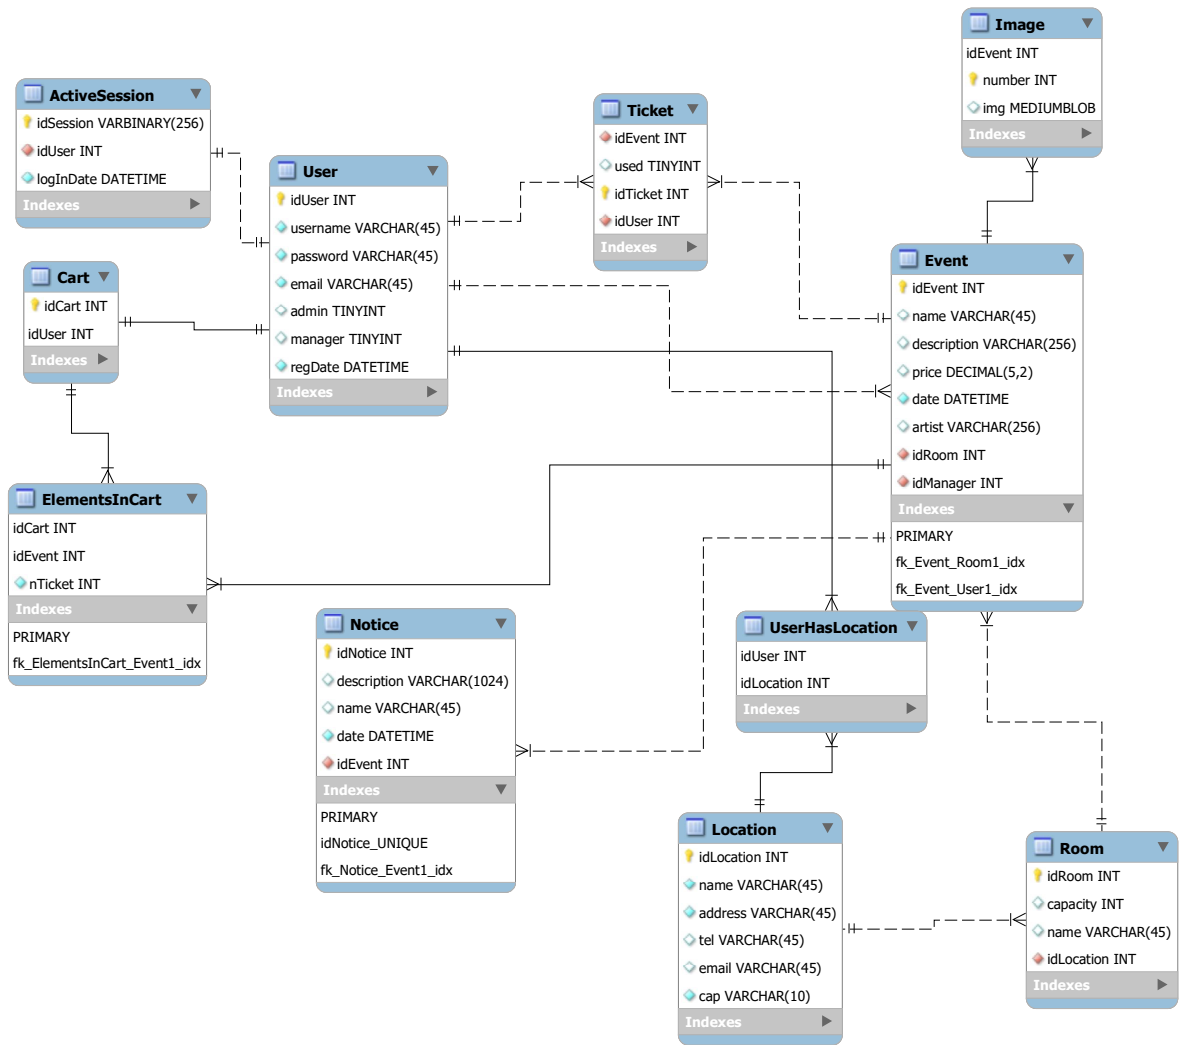 Image
idEvent INT
number INT
img MEDIUMBLOB
Indexes
ActiveSession
idSession VARBINARY(256)
idUser INT
logInDate DATETIME
Indexes
Ticket
idEvent INT
used TINYINT
idTicket INT
idUser INT
Indexes
User
idUser INT
username VARCHAR(45)
password VARCHAR(45)
email VARCHAR(45)
admin TINYINT
manager TINYINT
regDate DATETIME
Indexes
Event
idEvent INT
name VARCHAR(45)
description VARCHAR(256)
price DECIMAL(5,2)
date DATETIME
artist VARCHAR(256)
idRoom INT
idManager INT
Indexes
PRIMARY
fk_Event_Room1_idx
fk_Event_User1_idx
Cart
idCart INT
idUser INT
Indexes
ElementsInCart
idCart INT
idEvent INT
nTicket INT
Indexes
PRIMARY
fk_ElementsInCart_Event1_idx
Notice
idNotice INT
description VARCHAR(1024)
name VARCHAR(45)
date DATETIME
idEvent INT
Indexes
PRIMARY
idNotice_UNIQUE
fk_Notice_Event1_idx
UserHasLocation
idUser INT
idLocation INT
Indexes
Location
idLocation INT
name VARCHAR(45)
address VARCHAR(45)
tel VARCHAR(45)
email VARCHAR(45)
cap VARCHAR(10)
Indexes
Room
idRoom INT
capacity INT
name VARCHAR(45)
idLocation INT
Indexes